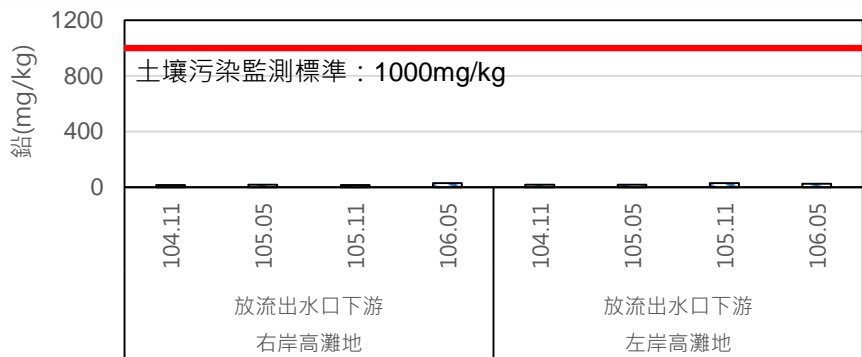 1200
800
400
0
鉛(mg/kg)
土壤污染監測標準：1000mg/kg
104.11 105.05 105.11 106.05 104.11 105.05 105.11 106.05
放流出水口下游 放流出水口下游
右岸高灘地 左岸高灘地